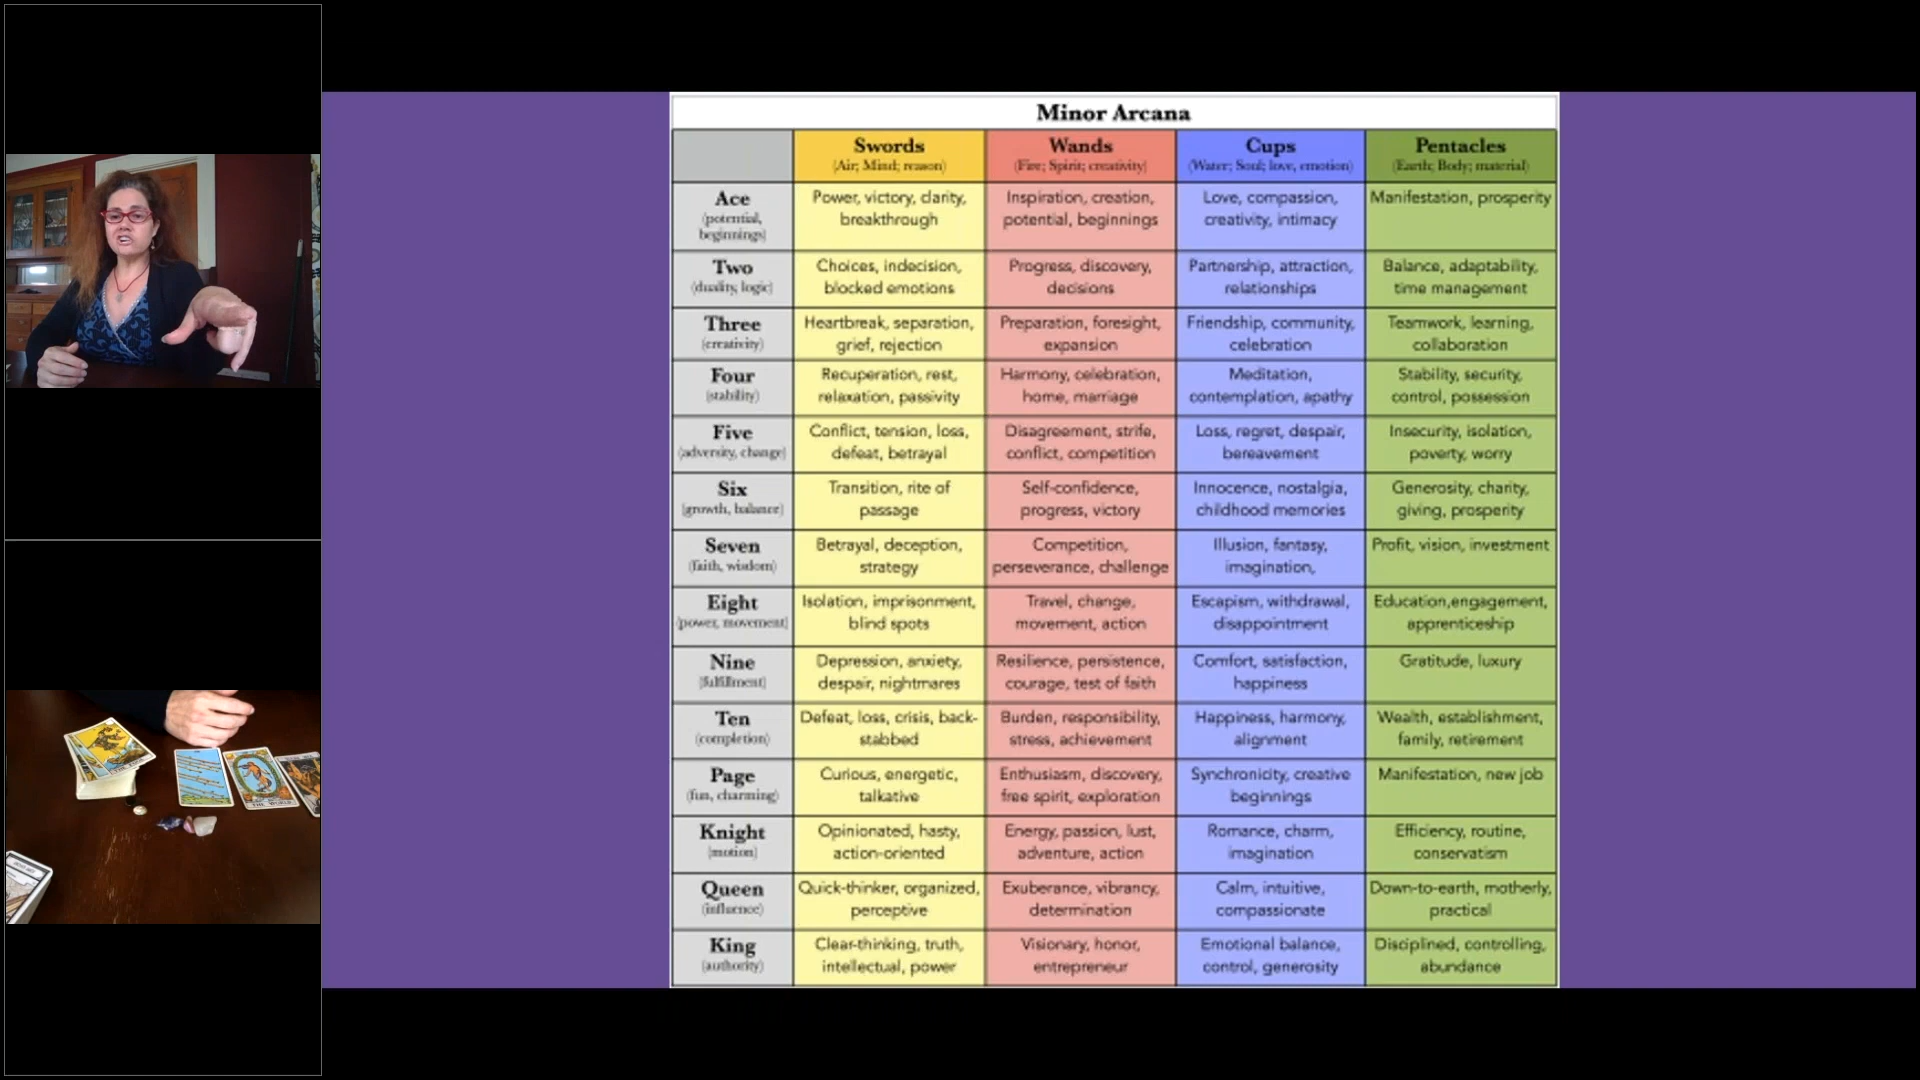 Minor Arcana
Swords
(Air; Mind; reason)
Wands
(Fire; Spirit; creativity)
Cups
(Water; Soul; love, emotion)
Pentacles
(Earth; Body; material)
Ace
(potential,
beginnings)
Power, victory, clarity,
breakthrough
Inspiration, creation,
potential, beginnings
Love, compassion,
creativity, intimacy
Manifestation, prosperity
Two
(duality, logic)
Choices, indecision,
blocked emotions
Progress, discovery,
decisions
Partnership, attraction,
relationships
Balance, adaptability,
time management
Three
(creativity)
Heartbreak, separation,
grief, rejection
Preparation, foresight,
expansion
Friendship, community,
celebration
Teamwork, learning,
collaboration
Four
(stability)
Recuperation, rest,
relaxation, passivity
Harmony, celebration,
home, marriage
Meditation,
contemplation, apathy
Stability, security,
control, possession
Five
(adversity, change)
Conflict, tension, loss,
defeat, betrayal
Disagreement, strife,
conflict, competition
Loss, regret, despair,
bereavement
Insecurity, isolation,
poverty, worry
Six
(growth, balance)
Transition, rite of
passage
Self-confidence,
progress, victory
Innocence, nostalgia,
childhood memories
Generosity, charity,
giving, prosperity
Seven
(faith, wisdom)
Betrayal, deception,
strategy
Competition,
perseverance, challenge
Illusion, fantasy,
imagination,
Profit, vision, investment
Eight
(power, movement)
Isolation, imprisonment,
blind spots
Travel, change,
movement, action
Escapism, withdrawal,
disappointment
Education,engagement,
apprenticeship
Nine
(fulfillment)
Depression, anxiety,
despair, nightmares
Resilience, persistence,
courage, test of faith
Comfort, satisfaction,
happiness
Gratitude, luxury
Ten
(completion)
Defeat, loss, crisis, back-
stabbed
Burden, responsibility,
stress, achievement
Happiness, harmony,
alignment
Wealth, establishment,
family, retirement
Page
(fun, charming)
Curious, energetic,
talkative
Enthusiasm, discovery,
free spirit, exploration
Synchronicity, creative
beginnings
Manifestation, new job
Knight
(motion)
Opinionated, hasty,
action-oriented
Energy, passion, lust,
adventure, action
Romance, charm,
imagination
Efficiency, routine,
conservatism
Queen
(influence)
Quick-thinker, organized,
perceptive
Exuberance, vibrancy,
determination
Calm, intuitive,
compassionate
Down-to-earth, motherly,
practical
King
(authority)
Clear-thinking, truth,
intellectual, power
Visionary, honor,
entrepreneur
Emotional balance,
control, generosity
Disciplined, controlling,
abundance
THE WORLD